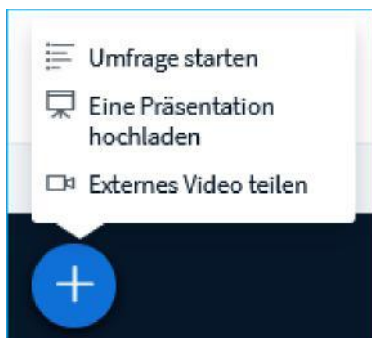 Umfrage starten
Eine Präsentation
hochladen
Externes Video teilen